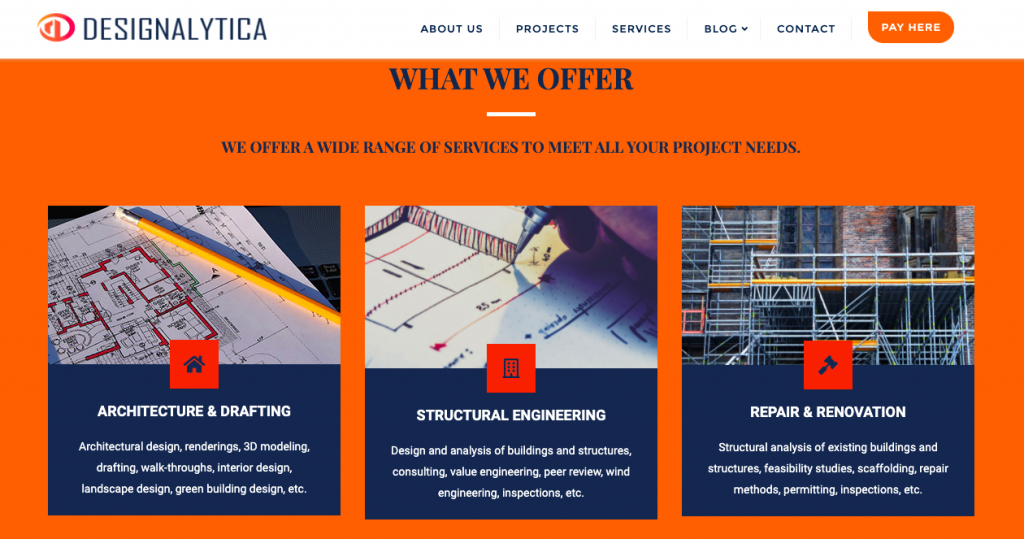 DESIGNALYTICA
ABOUT US
PROJECTS
SERVICES
BLOG
CONTACT
PAY HERE
WHAT WE OFFER
WE OFFER A WIDE RANGE OF SERVICES TO MEET ALL YOUR PROJECT NEEDS.
ARCHITECTURE & DRAFTING
Architectural design, renderings, 3D modeling,
drafting, walk-throughs, interior design,
landscape design, green building design, etc.
STRUCTURAL ENGINEERING
Design and analysis of buildings and structures,
consulting, value engineering, peer review, wind
engineering, inspections, etc.
REPAIR & RENOVATION
Structural analysis of existing buildings and
structures, feasibility studies, scaffolding, repair
methods, permitting, inspections, etc.